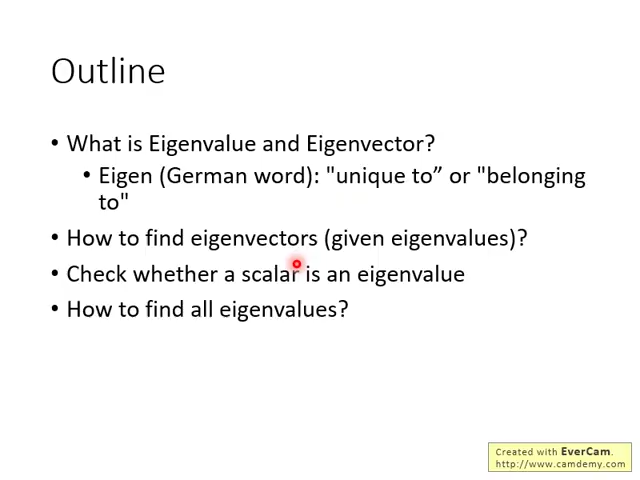 Outline
• What is Eigenvalue and Eigenvector?
• Eigen (German word): "unique to” or "belonging
to"
• How to find eigenvectors (given eigenvalues)?
• Check whether a scalar is an eigenvalue
• How to find all eigenvalues?
Created with EverCam.
http://www.camdemy.com